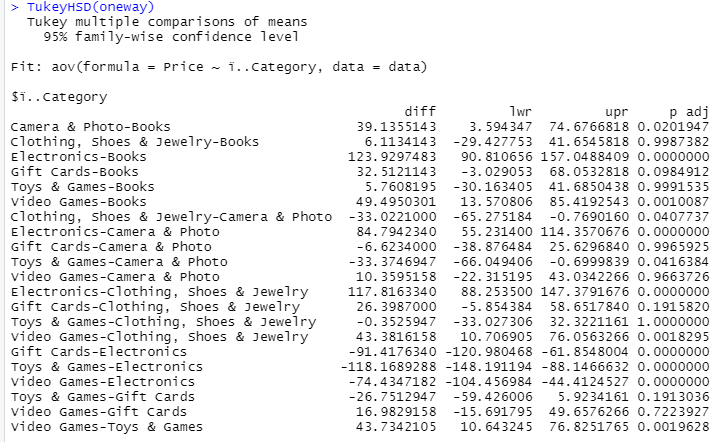 > TukeyHSD(oneway)
Tukey multiple comparisons of means
95% family-wise confidence level
Fit: aov(formula = Price ~ ï..Category, data = data)
$ï..Category
diff lwr upr p adj
Camera & Photo-Books 39.1355143 3.594347 74.6766818 0.0201947
Clothing, Shoes & Jewelry-Books 6.1134143 -29.427753 41.6545818 0.9987382
Electronics-Books 123.9297483 90.810656 157.0488409 0.0000000
Gift Cards-Books 32.5121143 -3.029053 68.0532818 0.0984912
Toys & Games-Books 5.7608195 -30.163405 41.6850438 0.9991535
Video Games-Books 49.4950301 13.570806 85.4192543 0.0010087
Clothing, Shoes & Jewelry-Camera & Photo -33.0221000 -65.275184 -0.7690160 0.0407737
Electronics-Camera & Photo 84.7942340 55.231400 114.3570676 0.0000000
Gift Cards-Camera & Photo -6.6234000 -38.876484 25.6296840 0.9965925
Toys & Games-Camera & Photo -33.3746947 -66.049406 -0.6999839 0.0416384
Video Games-Camera & Photo 10.3595158 -22.315195 43.0342266 0.9663726
Electronics-Clothing, Shoes & Jewelry 117.8163340 88.253500 147.3791676 0.0000000
Gift Cards-Clothing, Shoes & Jewelry 26.3987000 -5.854384 58.6517840 0.1915820
Toys & Games-Clothing, Shoes & Jewelry -0.3525947 -33.027306 32.3221161 1.0000000
Video Games-Clothing, Shoes & Jewelry 43.3816158 10.706905 76.0563266 0.0018295
Gift Cards-Electronics -91.4176340 -120.980468 -61.8548004 0.0000000
Toys & Games-Electronics -118.1689288 -148.191194 -88.1466632 0.0000000
Video Games-Electronics -74.4347182 -104.456984 -44.4124527 0.0000000
Toys & Games-Gift Cards -26.7512947 -59.426006 5.9234161 0.1913036
Video Games-Gift Cards 16.9829158 -15.691795 49.6576266 0.7223927
Video Games-Toys & Games 43.7342105 10.643245 76.8251765 0.0019628